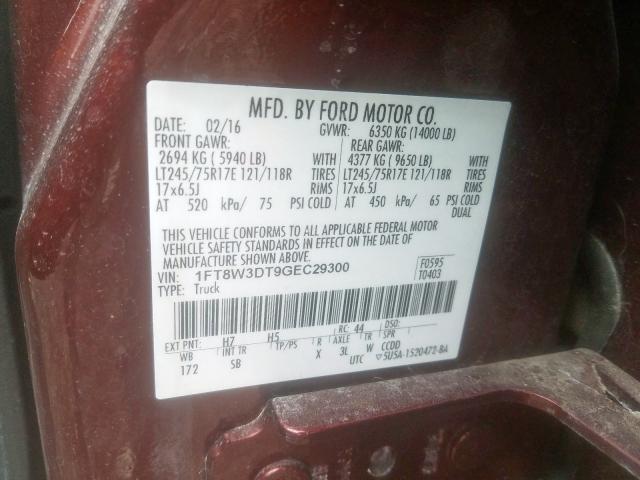 MFD. BY FORD MOTOR CO.
DATE: 02/16 GVWR: 6350 KG (14000 LB)
FRONT GAWR: REAR GAWR:
2694 KG ( 5940 LB) WITH 4377 KG ( 9650 LB) WITH
LT245/75R17E 121/118R TIRES LT245/75R17E 121/118R TIRES
17x6.5J RIMS 17x6.5J RIMS
AT 520 kPa/ 75 PSI COLD AT 450 kPa/ 65 PSI COLD
DUAL
THIS VEHICLE CONFORMS TO ALL APPLICABLE FEDERAL MOTOR
VEHICLE SAFETY STANDARDS IN EFFECT ON THE DATE OF
MANUFACTURE SHOWN ABOVE.
VIN: 1FT8W3DT9GEC29300 F0595
TYPE: Truck T0403
EXT PNT: H7 H5 RC: 44 DSO:
WB INT TR TP/PS R AXLE TR SPR
172 SB X 3L W CCDD
UTC ▽5U5A-1520472-BA